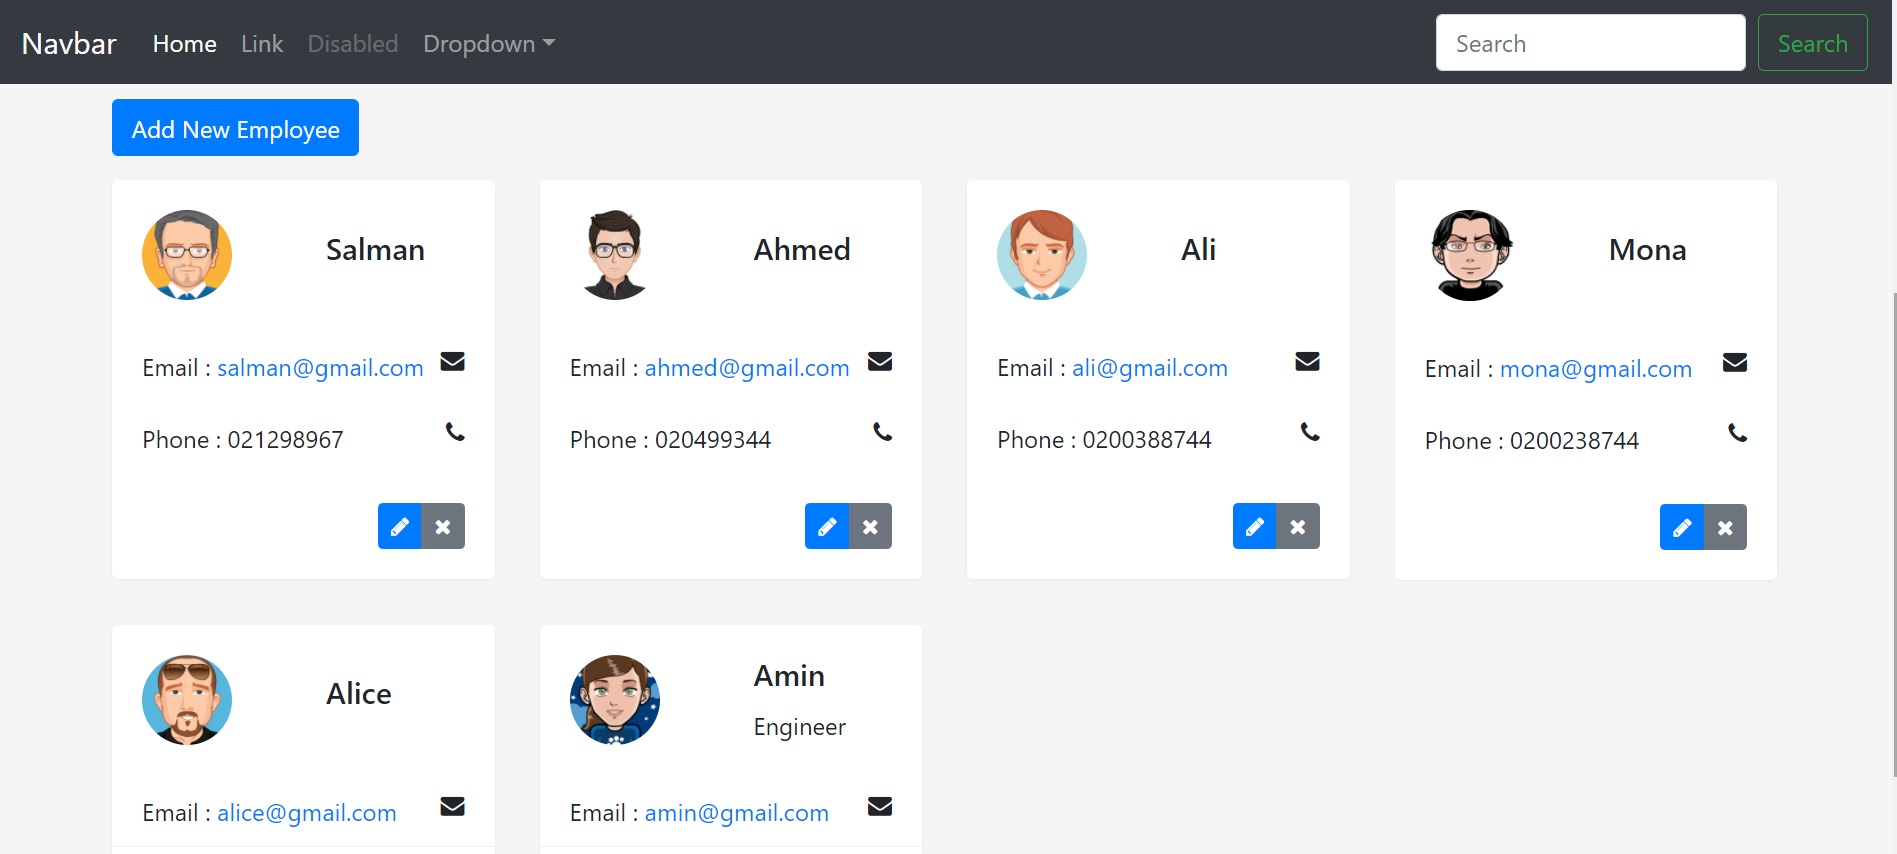 Navbar Home Link Disabled Dropdown Search Search
Add New Employee
Salman
Email : salman@gmail.com
Phone : 021298967
Ahmed
Email : ahmed@gmail.com
Phone : 020499344
Ali
Email : ali@gmail.com
Phone : 0200388744
Mona
Email : mona@gmail.com
Phone : 0200238744
Alice
Email : alice@gmail.com
Amin
Engineer
Email : amin@gmail.com